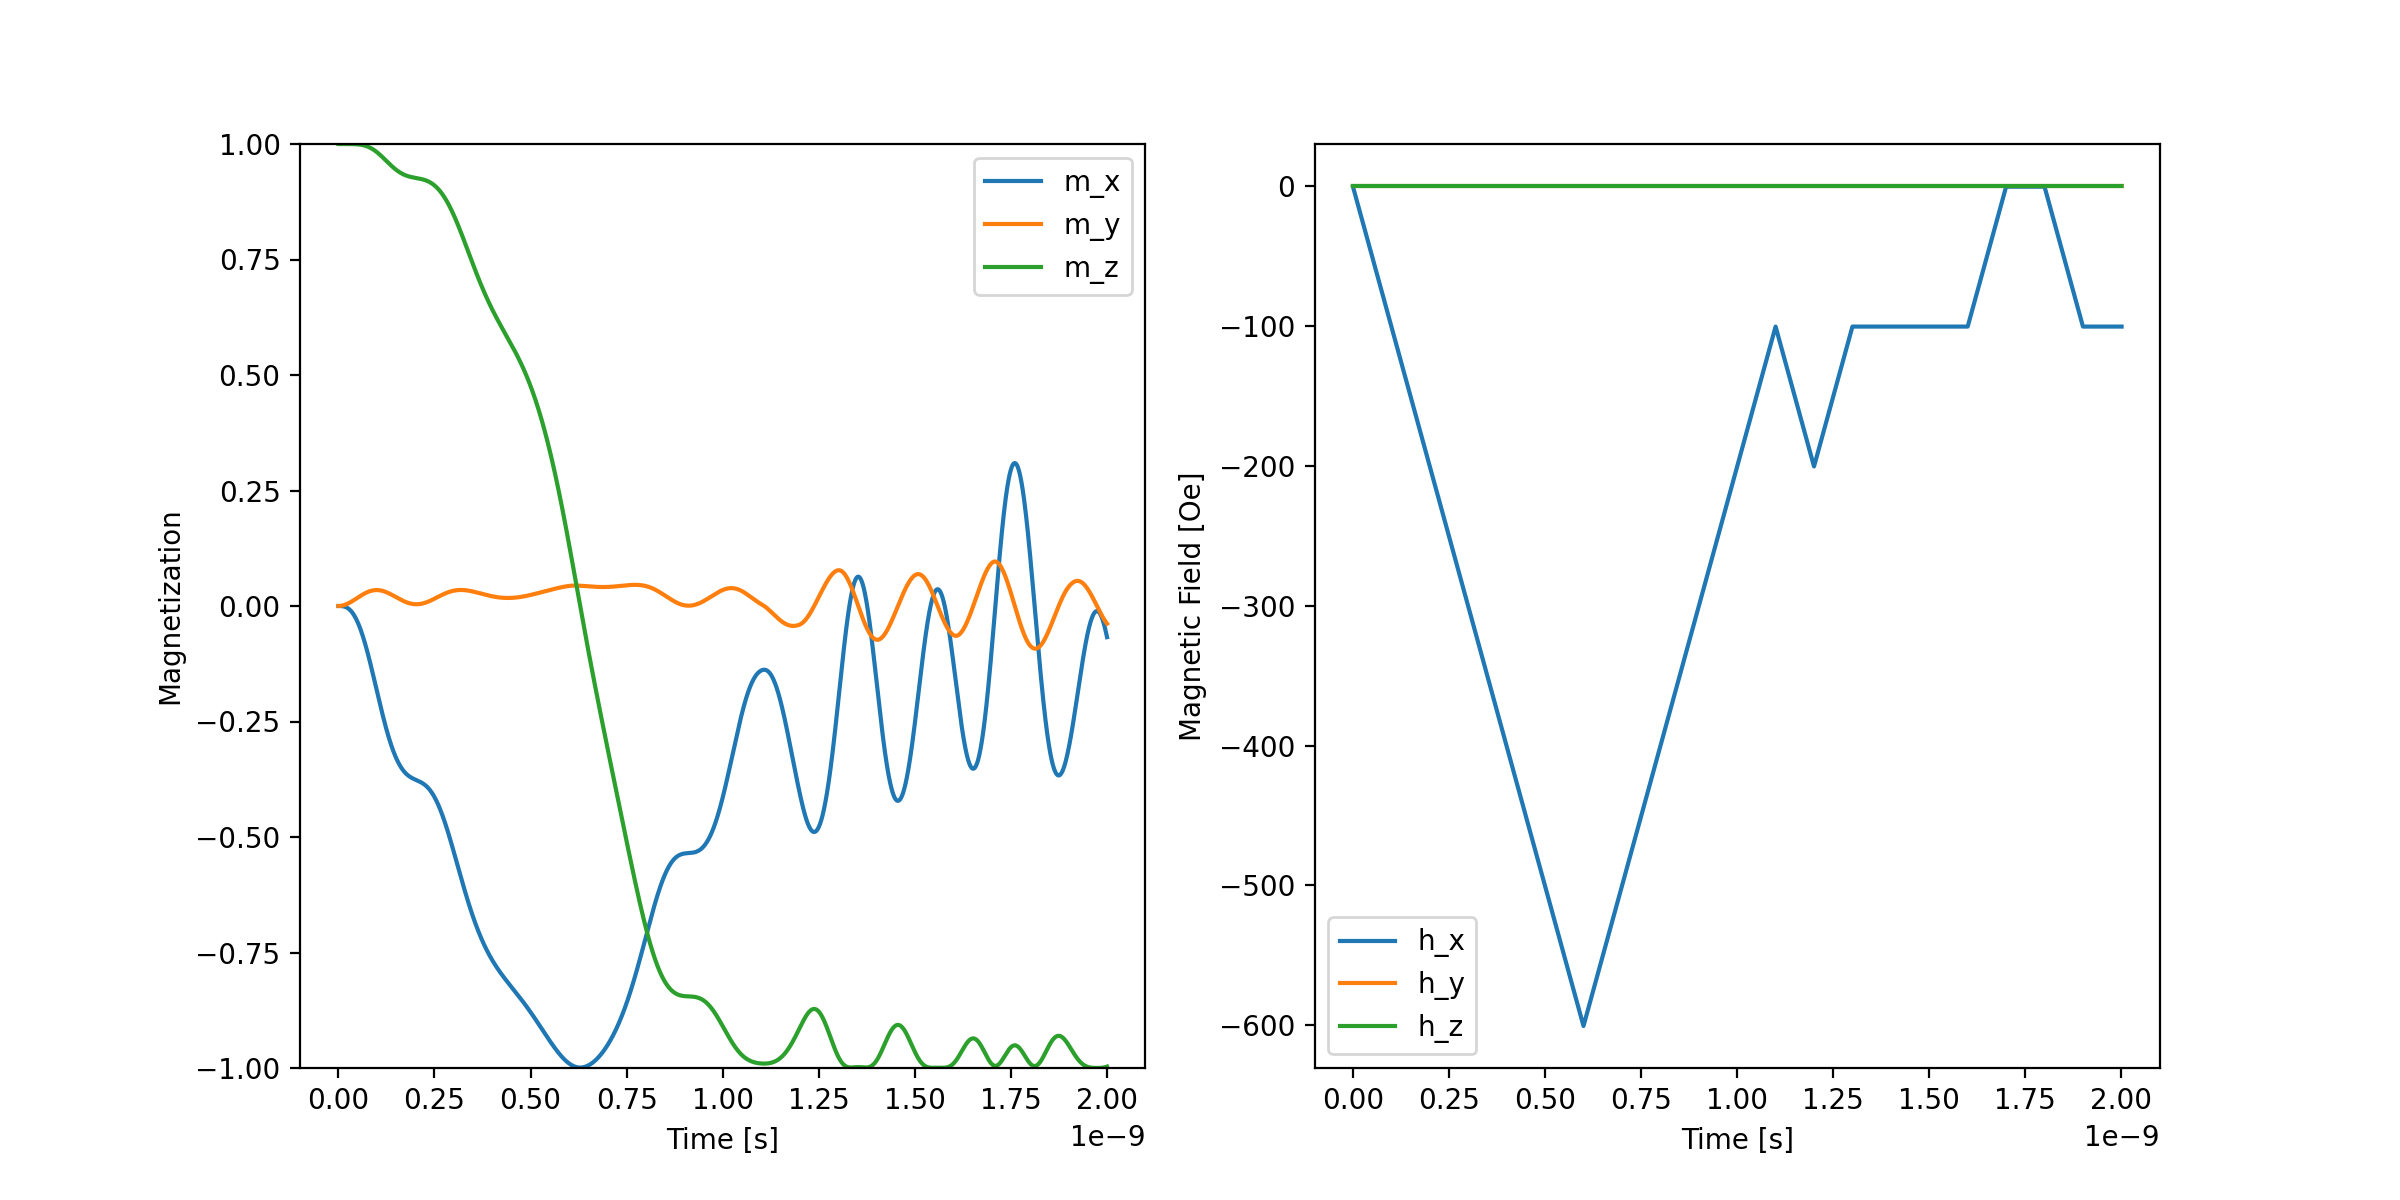 Magnetization
1.00
0.75
0.50
0.25
0.00
−0.25
−0.50
−0.75
−1.00
m_x
m_y
m_z
0.00 0.25 0.50 0.75 1.00 1.25 1.50 1.75 2.00
Time [s]
1e−9
Magnetic Field [Oe]
0
−100
−200
−300
−400
−500
−600
h_x
h_y
h_z
0.00 0.25 0.50 0.75 1.00 1.25 1.50 1.75 2.00
Time [s]
1e−9